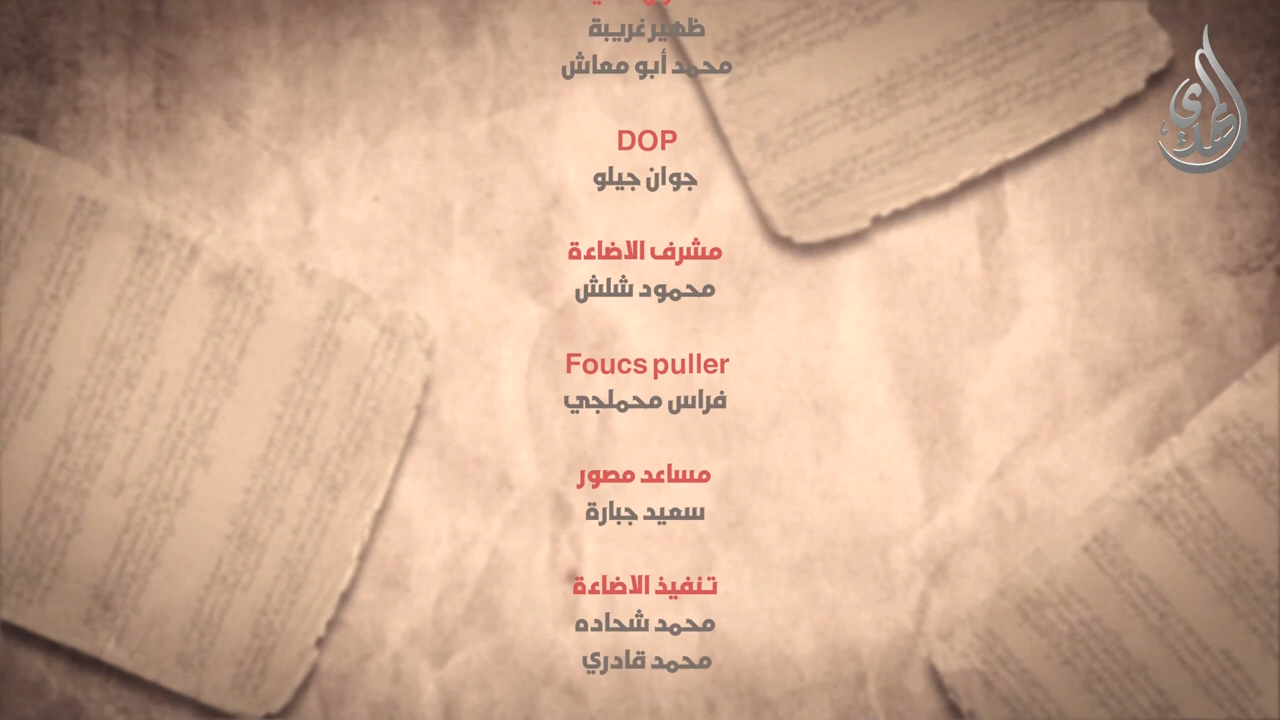 ظهير غريبة
محمد أبو معاش
DOP
جوان جيلو
مشرف الاضاءة
محمود شلش
Foucs puller
فراس محملجي
مساعد مصور
سعيد جبارة
تنفيذ الاضاءة
محمد شحاده
محمد قادري